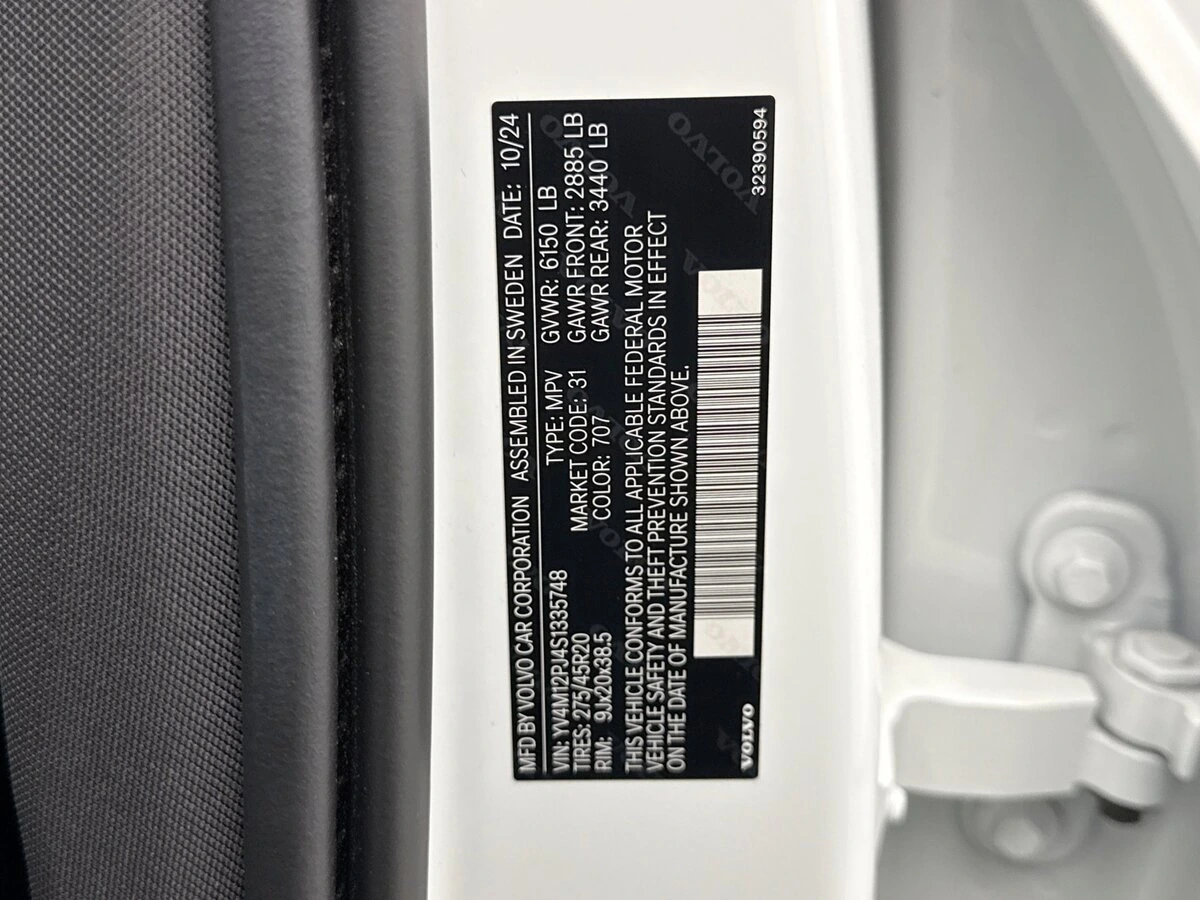 MFD BY VOLVO CAR CORPORATION ASSEMBLED IN SWEDEN DATE: 10/24
VIN: YV4M12PJ4S1335748 TYPE: MPV GVWR: 6150 LB
TIRES: 275/45R20 MARKET CODE: 31 GAWR FRONT: 2885 LB
RIM: 9Jx20x38.5 COLOR: 707 GAWR REAR: 3440 LB
THIS VEHICLE CONFORMS TO ALL APPLICABLE FEDERAL MOTOR
VEHICLE SAFETY AND THEFT PREVENTION STANDARDS IN EFFECT
ON THE DATE OF MANUFACTURE SHOWN ABOVE.
VOLVO 32390594